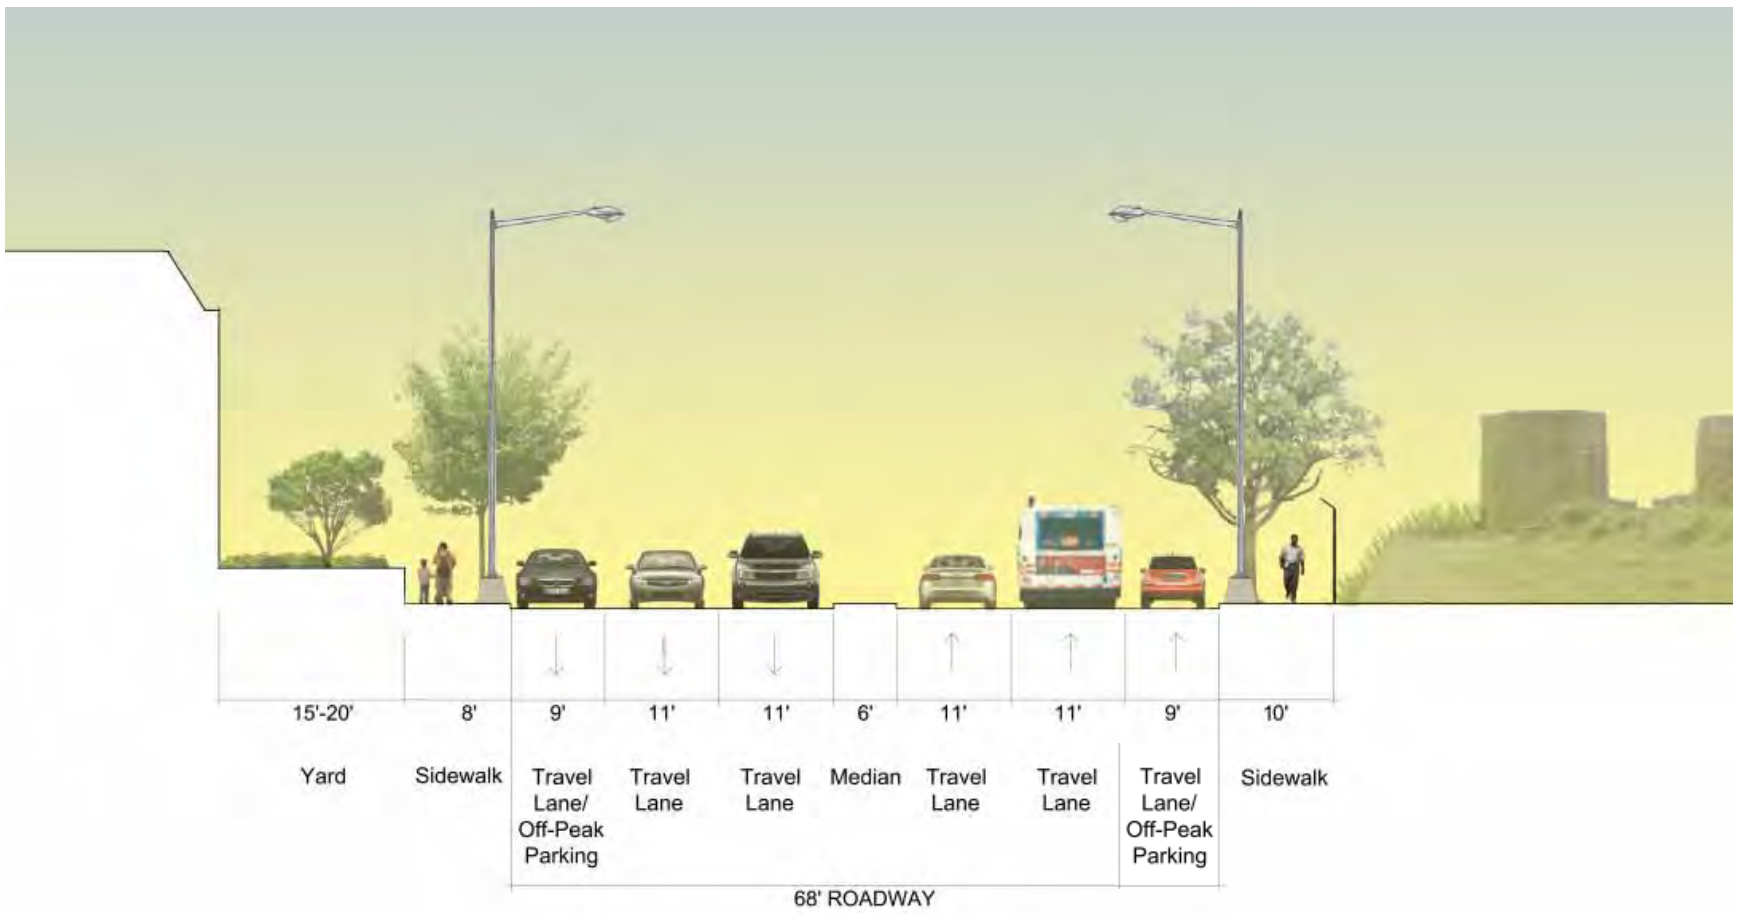 15'-20' 8' 9' 11' 11' 6' 11' 11' 9' 10'
Yard Sidewalk Travel Travel Travel Median Travel Travel Travel Sidewalk
Lane/ Lane Lane Lane Lane Lane/
Off-Peak Off-Peak
Parking Parking
68' ROADWAY